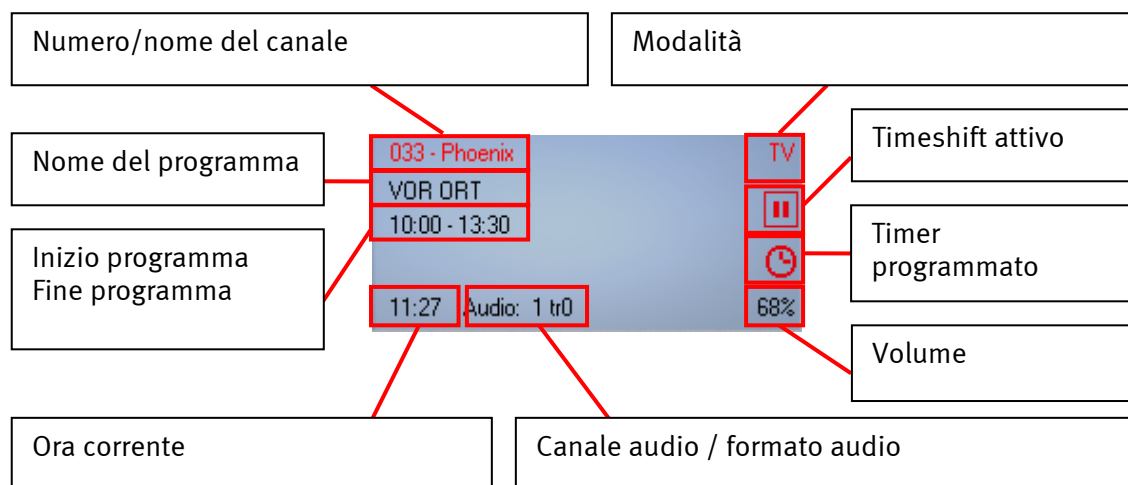 Numero/nome del canale
Modalità
Nome del programma
Timeshift attivo
Inizio programma
Fine programma
Timer
programmato
033 - Phoenix
TV
VOR ORT
10:00 - 13:30
11:27
Audio: 1 tr0
68%
Volume
Ora corrente
Canale audio / formato audio